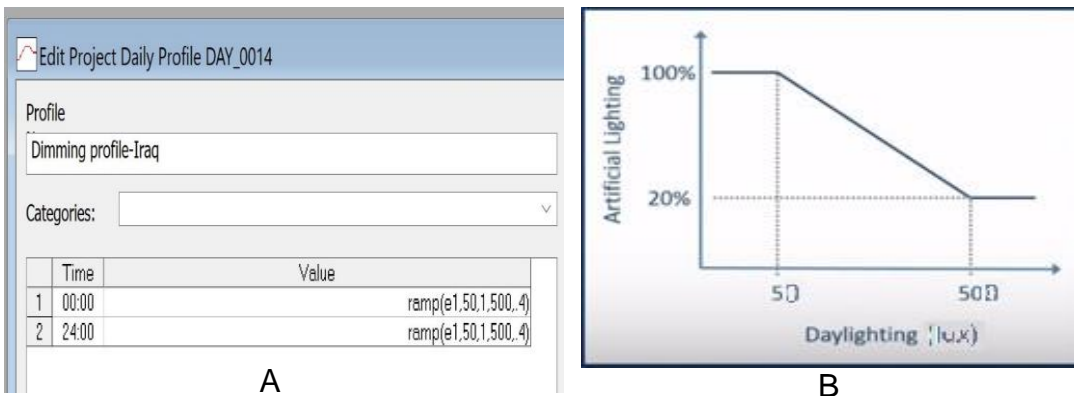 Edit Project Daily Profile DAY_0014
Profile
Dimming profile-Iraq
Categories:
Time Value
1 00:00 ramp(e1,50,1,500,.4)
2 24:00 ramp(e1,50,1,500,.4)
A
100%
Artificial Lighting
20%
50 500
Daylighting (lux)
B